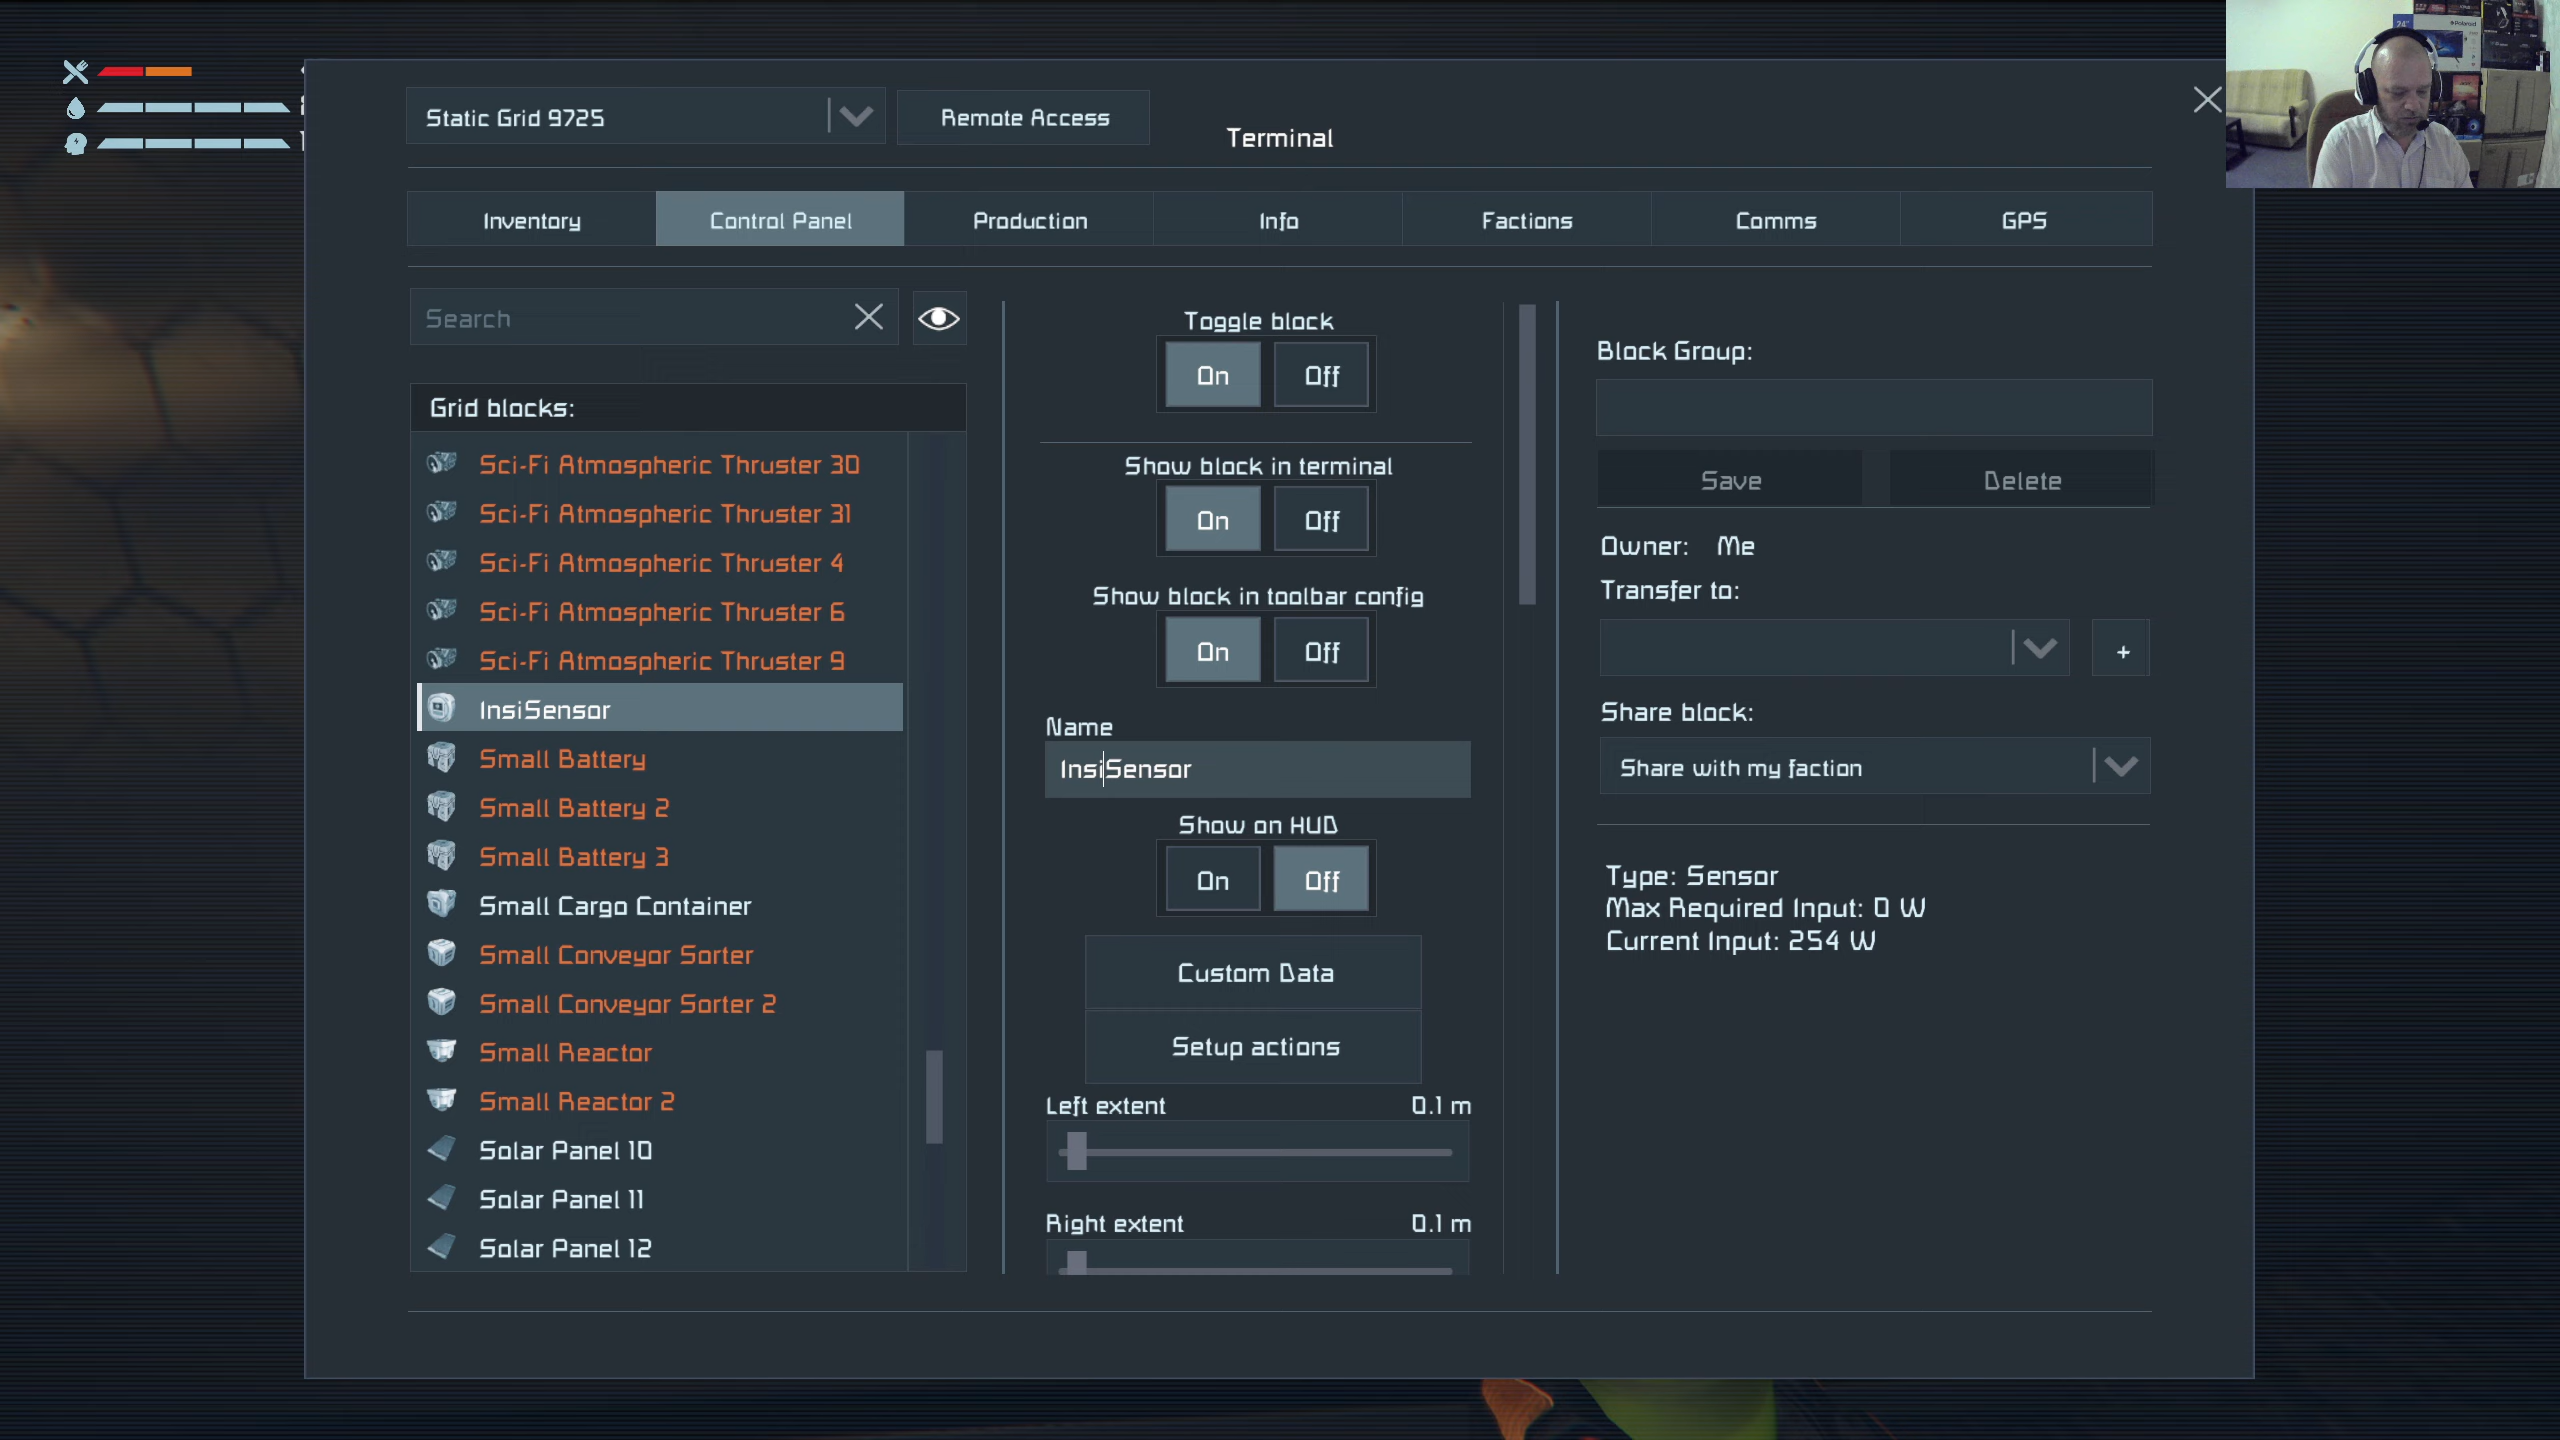 Static Grid 9725
Remote Access
Terminal
Inventory
Control Panel
Production
Info
Factions
Comms
GPS
Search
Grid blocks:
Sci-Fi Atmospheric Thruster 30
Sci-Fi Atmospheric Thruster 31
Sci-Fi Atmospheric Thruster 4
Sci-Fi Atmospheric Thruster 6
Sci-Fi Atmospheric Thruster 9
InsiSensor
Small Battery
Small Battery 2
Small Battery 3
Small Cargo Container
Small Conveyor Sorter
Small Conveyor Sorter 2
Small Reactor
Small Reactor 2
Solar Panel 10
Solar Panel 11
Solar Panel 12
Toggle block
On Off
Show block in terminal
On Off
Show block in toolbar config
On Off
Name
InsiSensor
Show on HUD
On Off
Custom Data
Setup actions
Left extent 0.1 m
Right extent 0.1 m
Block Group:
Save Delete
Owner: Me
Transfer to:
+
Share block:
Share with my faction
Type: Sensor
Max Required Input: 0 W
Current Input: 254 W